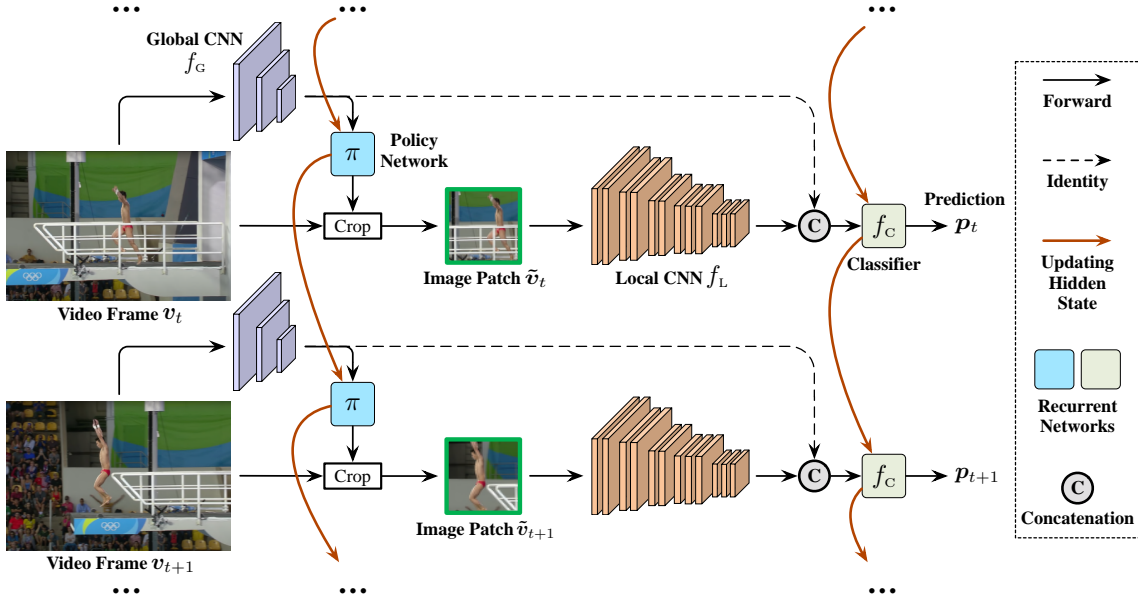 ... ... ...
Global CNN
f_G
π
Policy
Network
Crop
Video Frame v_t
Image Patch ṽ_t
Local CNN f_L
C
f_C
Classifier
Prediction
p_t
π
Crop
Video Frame v_{t+1}
Image Patch ṽ_{t+1}
C
f_C
p_{t+1}
... ... ...
Forward
Identity
Updating
Hidden
State
Recurrent
Networks
C
Concatenation